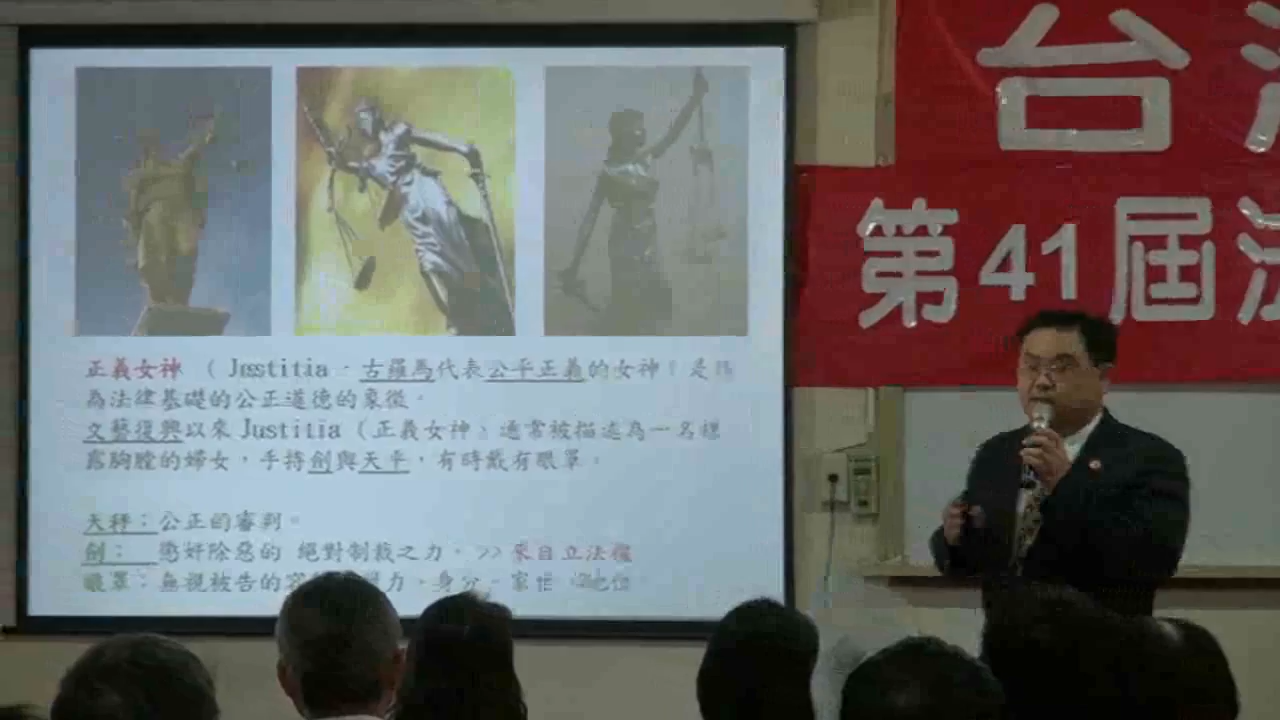 台
第41屆法
正義女神 ( Justitia，古羅馬代表公平正義的女神) 是
為法律基礎的公正道德的象徵。
文藝復興以來 Justitia (正義女神) 通常被描述為一名裸
露胸膛的婦女，手持劍與天平，有時戴有眼罩。
天秤：公正的審判。
劍： 懲奸除惡的 絕對制裁之力， >> 來自立法權
眼罩：無視被告的 力、身分、家世 地位